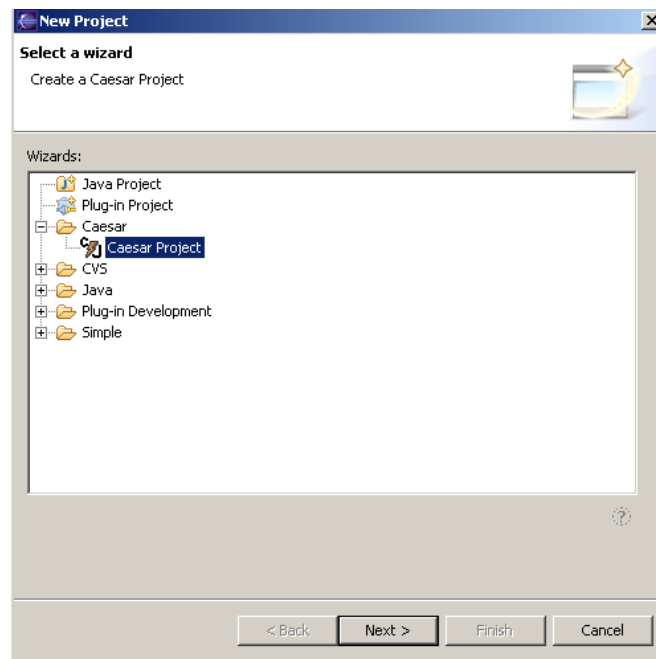 New Project
Select a wizard
Create a Caesar Project
Wizards:
Java Project
Plug-in Project
Caesar
Caesar Project
CVS
Java
Plug-in Development
Simple
< Back Next > Finish Cancel